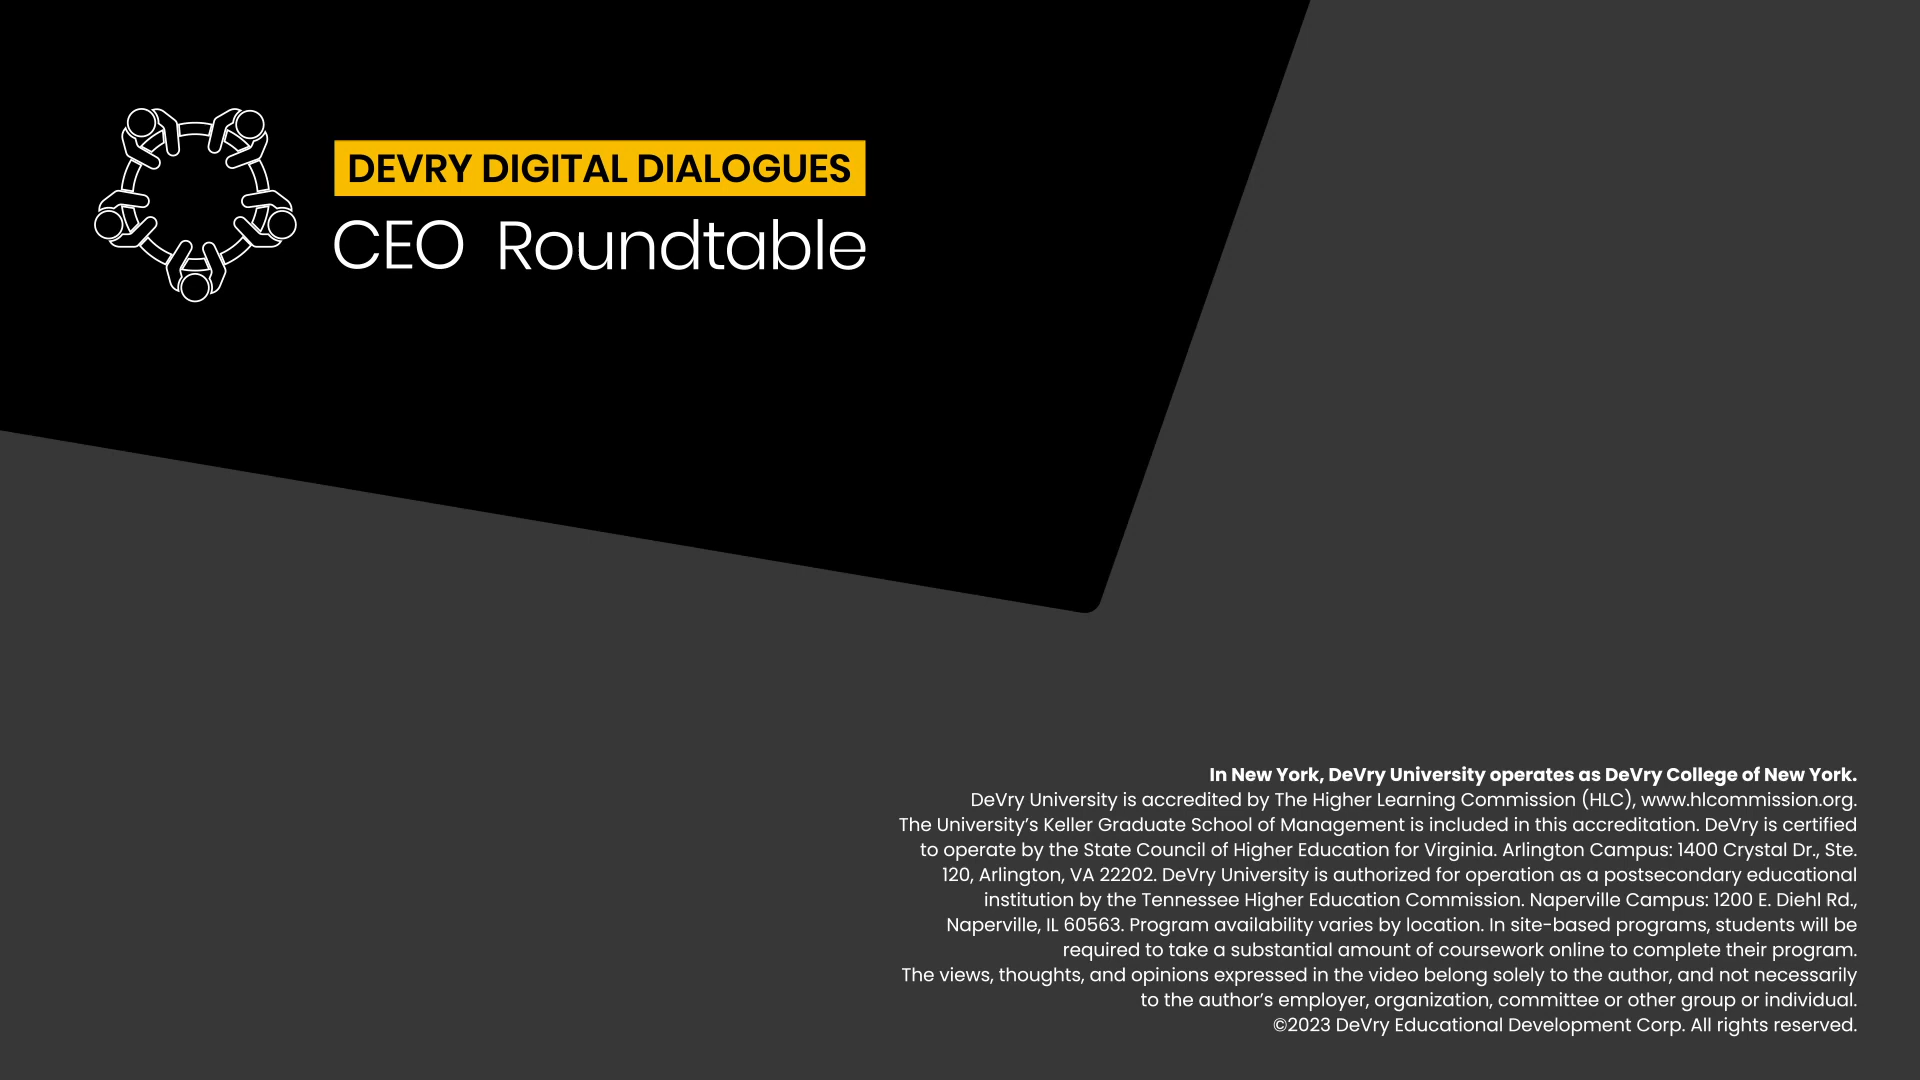 DEVRY DIGITAL DIALOGUES
CEO Roundtable
In New York, DeVry University operates as DeVry College of New York.
DeVry University is accredited by The Higher Learning Commission (HLC), www.hlcommission.org.
The University’s Keller Graduate School of Management is included in this accreditation. DeVry is certified
to operate by the State Council of Higher Education for Virginia. Arlington Campus: 1400 Crystal Dr., Ste.
120, Arlington, VA 22202. DeVry University is authorized for operation as a postsecondary educational
institution by the Tennessee Higher Education Commission. Naperville Campus: 1200 E. Diehl Rd.,
Naperville, IL 60563. Program availability varies by location. In site-based programs, students will be
required to take a substantial amount of coursework online to complete their program.
The views, thoughts, and opinions expressed in the video belong solely to the author, and not necessarily
to the author’s employer, organization, committee or other group or individual.
©2023 DeVry Educational Development Corp. All rights reserved.